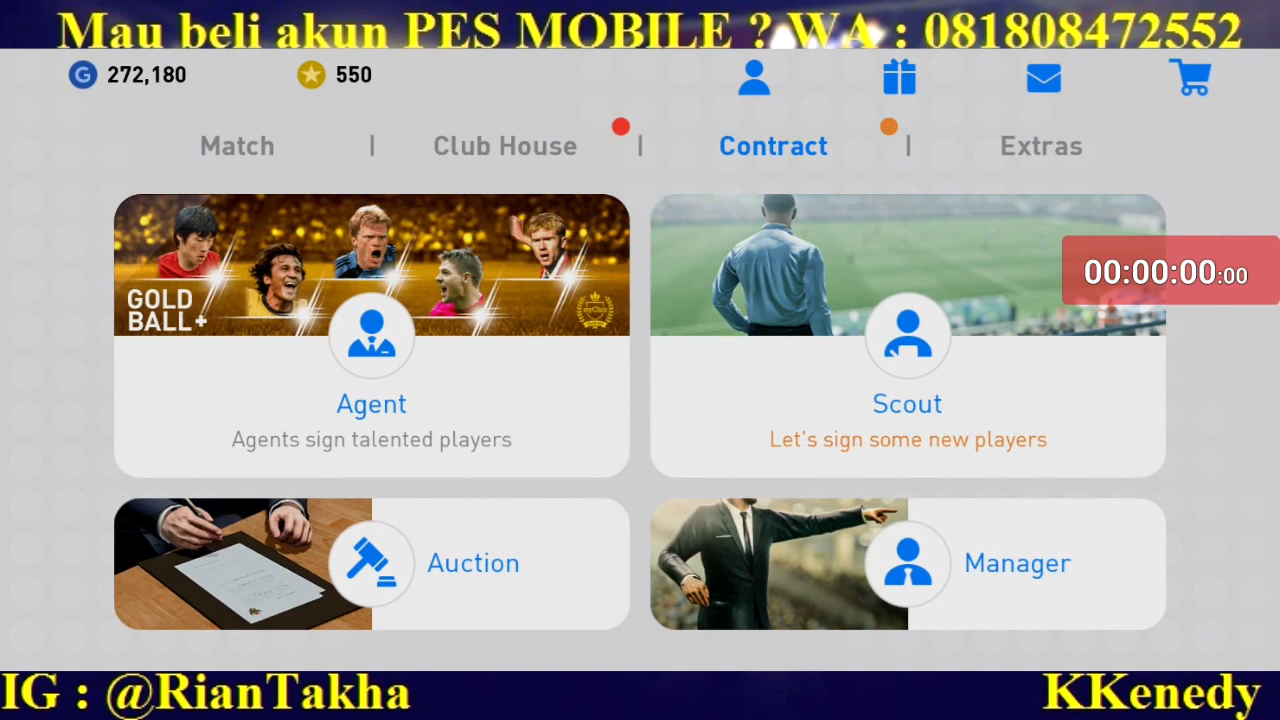 Mau beli akun PES MOBILE ? WA : 081808472552
G 272,180 550
Match | Club House | Contract | Extras
GOLD
BALL+
myClub
00:00:00:00
Agent
Agents sign talented players
Scout
Let's sign some new players
Auction
Manager
IG : @RianTakha
KKenedy